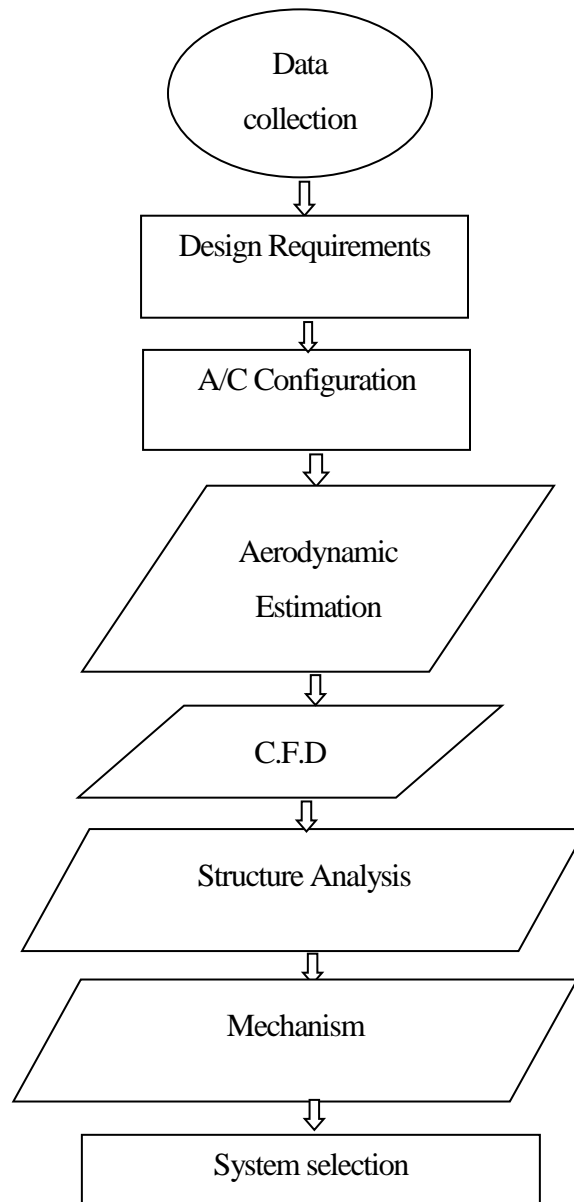 Data
collection
Design Requirements
A/C Configuration
Aerodynamic
Estimation
C.F.D
Structure Analysis
Mechanism
System selection